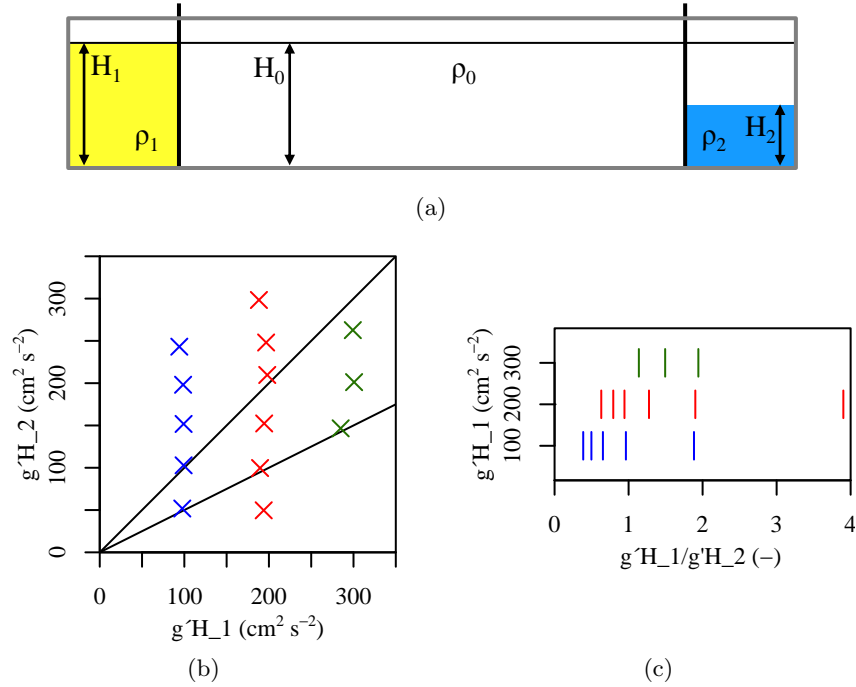 H₁
H₀
ρ₀
ρ₁
ρ₂
H₂
(a)
g´H_2 (cm² s⁻²)
0 100 200 300
0 100 200 300
g´H_1 (cm² s⁻²)
(b)
g´H_1 (cm² s⁻²)
100 200 300
0 1 2 3 4
g´H_1/g'H_2 (−)
(c)